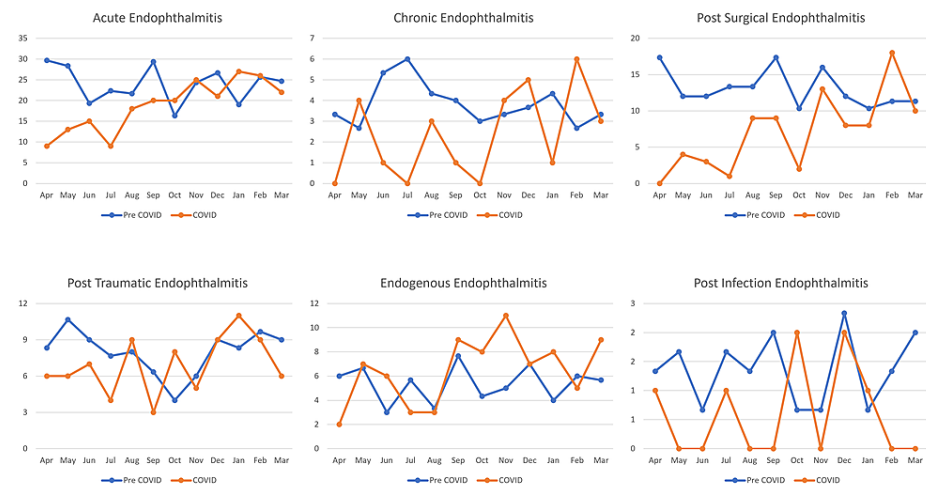 Acute Endophthalmitis
35
30
25
20
15
10
5
0
Apr May Jun Jul Aug Sep Oct Nov Dec Jan Feb Mar
Pre COVID COVID
Chronic Endophthalmitis
7
6
5
4
3
2
1
0
Apr May Jun Jul Aug Sep Oct Nov Dec Jan Feb Mar
Pre COVID COVID
Post Surgical Endophthalmitis
20
15
10
5
0
Apr May Jun Jul Aug Sep Oct Nov Dec Jan Feb Mar
Pre COVID COVID
Post Traumatic Endophthalmitis
12
9
6
3
0
Apr May Jun Jul Aug Sep Oct Nov Dec Jan Feb Mar
Pre COVID COVID
Endogenous Endophthalmitis
12
10
8
6
4
2
0
Apr May Jun Jul Aug Sep Oct Nov Dec Jan Feb Mar
Pre COVID COVID
Post Infection Endophthalmitis
3
2
2
1
1
0
Apr May Jun Jul Aug Sep Oct Nov Dec Jan Feb Mar
Pre COVID COVID